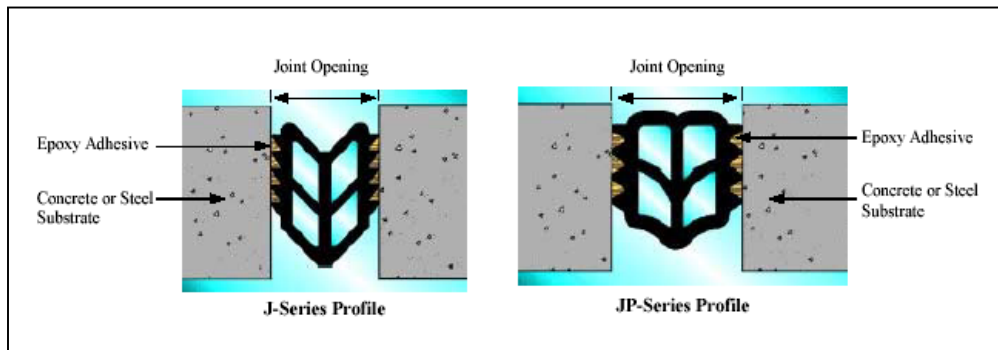 Joint Opening
Epoxy Adhesive
Concrete or Steel
Substrate
J-Series Profile
Joint Opening
Epoxy Adhesive
Concrete or Steel
Substrate
JP-Series Profile